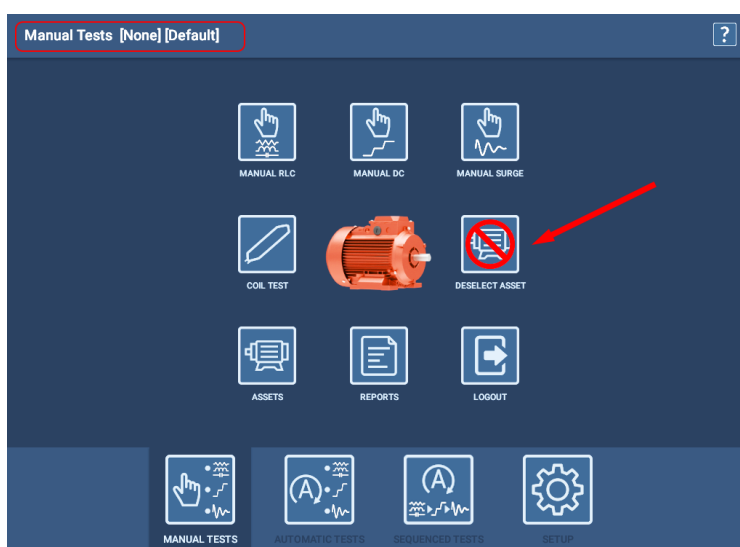 Manual Tests [None] [Default]
?
MANUAL RLC
MANUAL DC
MANUAL SURGE
COIL TEST
DESELECT ASSET
ASSETS
REPORTS
LOGOUT
A
A
MANUAL TESTS
AUTOMATIC TESTS
SEQUENCED TESTS
SETUP